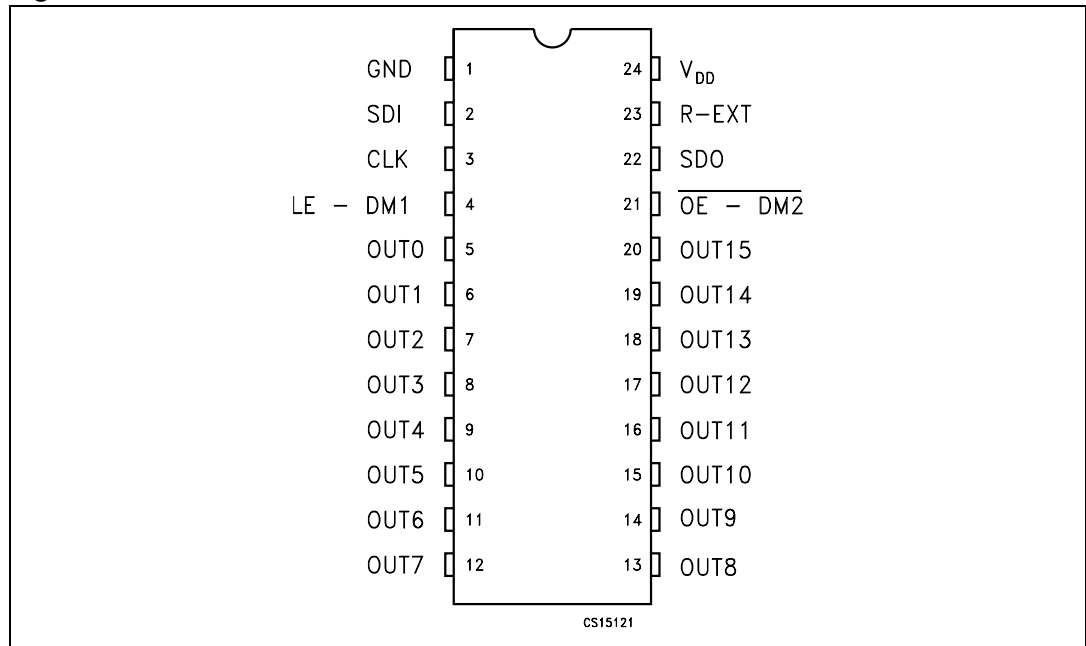 GND 1 24 VDD
SDI 2 23 R-EXT
CLK 3 22 SDO
LE - DM1 4 21 OE - DM2
OUT0 5 20 OUT15
OUT1 6 19 OUT14
OUT2 7 18 OUT13
OUT3 8 17 OUT12
OUT4 9 16 OUT11
OUT5 10 15 OUT10
OUT6 11 14 OUT9
OUT7 12 13 OUT8
CS15121